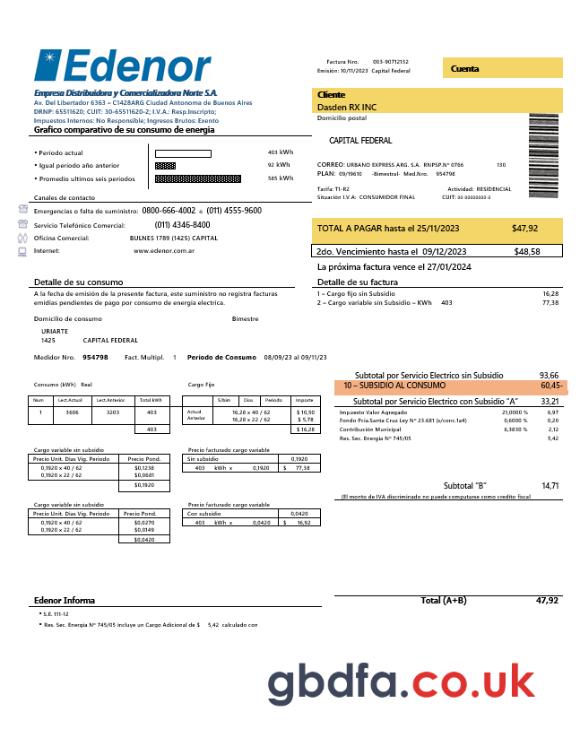 Edenor
Empresa Distribuidora y Comercializadora Norte S.A.
Av. Del Libertador 6363 – C1428ARG Ciudad Autonoma de Buenos Aires
DRNP: 65511620; CUIT: 30-65511620-2; I.V.A.: Resp.Inscripto;
Impuestos Internos: No Responsible; Ingresos Brutos: Exento
Factura Nro. 003-90712152
Emisión: 10/11/2023 Capital Federal
Cuenta
Cliente
Dasden RX INC
Domicilio postal
CAPITAL FEDERAL
CORREO: URBANO EXPRESS ARG. S.A. RNPSP.Nº 0766 130
PLAN: 09/19610 -Bimestral- Med.Nro. 954798
Tarifa: T1-R2 Actividad: RESIDENCIAL
Situación I.V.A: CONSUMIDOR FINAL CUIT: 00-00000000-0
Grafico comparativo de su consumo de energia
• Periodo actual 403 kWh
• Igual periodo año anterior 92 kWh
• Promedio ultimos seis periodos 585 kWh
Canales de contacto
Emergencias o falta de suministro: 0800-666-4002 o (011) 4555-9600
Servicio Telefónico Comercial: (011) 4346-8400
Oficina Comercial: BULNES 1789 (1425) CAPITAL
Internet: www.edenor.com.ar
TOTAL A PAGAR hasta el 25/11/2023 $47,92
2do. Vencimiento hasta el 09/12/2023 $48,58
La próxima factura vence el 27/01/2024
Detalle de su consumo
A la fecha de emisión de la presente factura, este suministro no registra facturas
emidias pendientes de pago por consumo de energía electrica.
Domicilio de consumo Bimestre
URIARTE
1425 CAPITAL FEDERAL
Medidor Nro. 954798 Fact. Multipl. 1 Periodo de Consumo 08/09/23 al 09/11/23
Detalle de su factura
1 – Cargo fijo sin Subsidio 16,28
2 – Cargo variable sin Subsidio – KWh 403 77,38
Subtotal por Servicio Electrico sin Subsidio 93,66
10 – SUBSIDIO AL CONSUMO 60,45-
Subtotal por Servicio Electrico con Subsidio "A" 33,21
Impuesto Valor Agregado 21,0000 % 6,97
Fondo Pcia.Santa Cruz Ley Nº 23.681 (s/conc.1a4) 0,6000 % 0,20
Contribución Municipal 6,3830 % 2,12
Res. Sec. Energia Nº 745/05 5,42
Subtotal "B" 14,71
(El monto de IVA discriminado no puede computarse como credito fiscal
Consumo (kWh) Real
Num Lect.Actual Lect.Anterior Total kWh
1 3606 3203 403
403
Cargo Fijo
S/bin Dias Periodo Importe
Actual 16,28 x 40 / 62 $ 10,50
Anterior 16,28 x 22 / 62 $ 5,78
$ 16,28
Cargo variable sin subsidio
Precio Unit. Dias Vig. Periodo Precio Pond.
0,1920 x 40 / 62 $0,1238
0,1920 x 22 / 62 $0,0681
$0,1920
Precio facturado cargo variable
Sin subsidio 0,1920
403 kWh x 0,1920 $ 77,38
Cargo variable sin subsidio
Precio Unit. Dias Vig. Periodo Precio Pond.
0,1920 x 40 / 62 $0,0270
0,1920 x 22 / 62 $0,0149
$0,0420
Precio facturado cargo variable
Con subsidio 0,0420
403 kWh x 0,0420 $ 16,92
Edenor Informa
• S.E. 111-12
• Res. Sec. Energia Nº 745/05 incluye un Cargo Adicional de $ 5,42 calculado con
Total (A+B) 47,92
gbdfa.co.uk